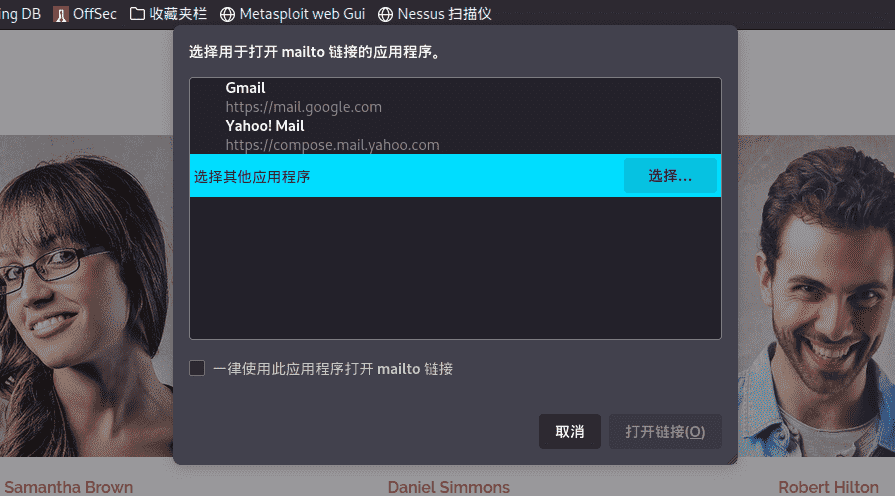 ing DB OffSec 收藏夹栏 Metasploit web Gui Nessus 扫描仪
选择用于打开 mailto 链接的应用程序。
Gmail
https://mail.google.com
Yahoo! Mail
https://compose.mail.yahoo.com
选择其他应用程序 选择...
一律使用此应用程序打开 mailto 链接
取消 打开链接(O)
Samantha Brown Daniel Simmons Robert Hilton